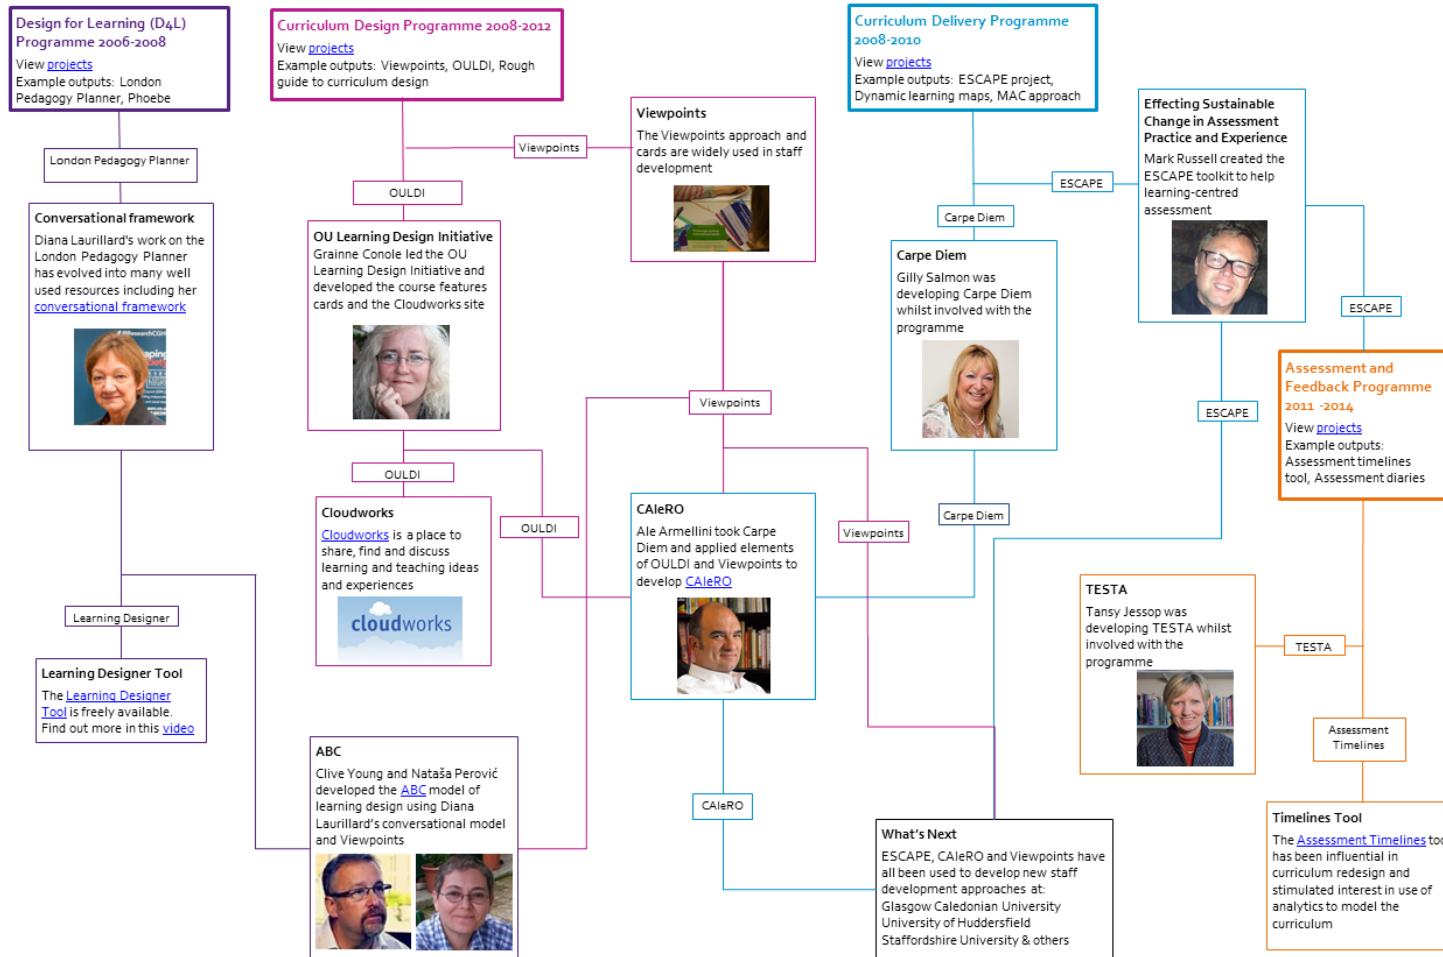 Design for Learning (D4L)
Programme 2006-2008
View projects
Example outputs: London
Pedagogy Planner, Phoebe
London Pedagogy Planner
Conversational framework
Diana Laurillard's work on the
London Pedagogy Planner
has evolved into many well
used resources including her
conversational framework
Learning Designer
Learning Designer Tool
The Learning Designer
Tool is freely available.
Find out more in this video
Curriculum Design Programme 2008-2012
View projects
Example outputs: Viewpoints, OULDI, Rough
guide to curriculum design
Viewpoints
OULDI
OU Learning Design Initiative
Grainne Conole led the OU
Learning Design Initiative and
developed the course features
cards and the Cloudworks site
OULDI
OULDI
Cloudworks
Cloudworks is a place to
share, find and discuss
learning and teaching ideas
and experiences
cloudworks
ABC
Clive Young and Nataša Perović
developed the ABC model of
learning design using Diana
Laurillard's conversational model
and Viewpoints
Viewpoints
The Viewpoints approach and
cards are widely used in staff
development
Viewpoints
Viewpoints
CAIeRO
Ale Armellini took Carpe
Diem and applied elements
of OULDI and Viewpoints to
develop CAIeRO
CAIeRO
Curriculum Delivery Programme
2008-2010
View projects
Example outputs: ESCAPE project,
Dynamic learning maps, MAC approach
ESCAPE
Carpe Diem
Carpe Diem
Gilly Salmon was
developing Carpe Diem
whilst involved with the
programme
Carpe Diem
What's Next
ESCAPE, CAIeRO and Viewpoints have
all been used to develop new staff
development approaches at:
Glasgow Caledonian University
University of Huddersfield
Staffordshire University & others
Effecting Sustainable
Change in Assessment
Practice and Experience
Mark Russell created the
ESCAPE toolkit to help
learning-centred
assessment
ESCAPE
ESCAPE
Assessment and
Feedback Programme
2011 -2014
View projects
Example outputs:
Assessment timelines
tool, Assessment diaries
TESTA
Tansy Jessop was
developing TESTA whilst
involved with the
programme
TESTA
Assessment
Timelines
Timelines Tool
The Assessment Timelines
has been influential in
curriculum redesign and
stimulated interest in use of
analytics to model the
curriculum